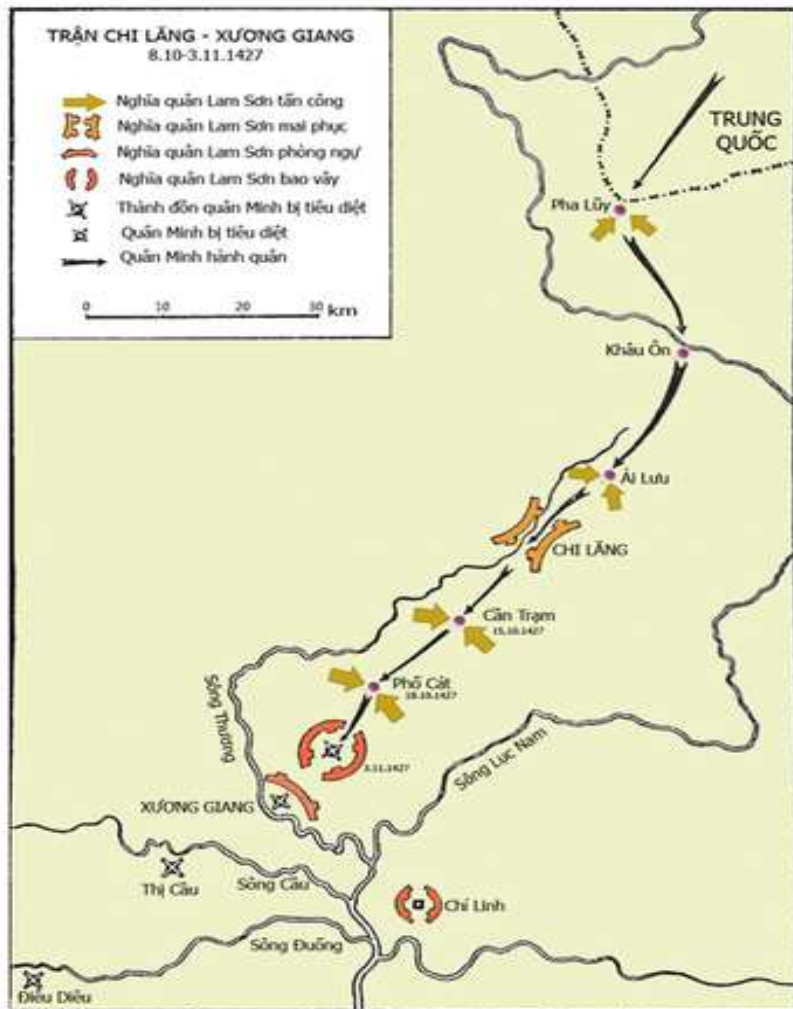 TRẬN CHI LĂNG - XƯƠNG GIANG
8.10-3.11.1427
Nghĩa quân Lam Sơn tấn công
Nghĩa quân Lam Sơn mai phục
Nghĩa quân Lam Sơn phòng ngự
Nghĩa quân Lam Sơn bao vây
Thành đồn quân Minh bị tiêu diệt
Quân Minh bị tiêu diệt
Quân Minh hành quân
0 10 20 30 km
TRUNG
QUỐC
Pha Lũy
Khâu Ôn
Ải Lưu
CHI LĂNG
Cần Trạm
15.10.1427
Phố Cát
18.10.1427
3.11.1427
Sông Thương
XƯƠNG GIANG
Sông Lục Nam
Thị Cầu
Sông Cầu
Chí Linh
Sông Đuống
Điêu Diêu